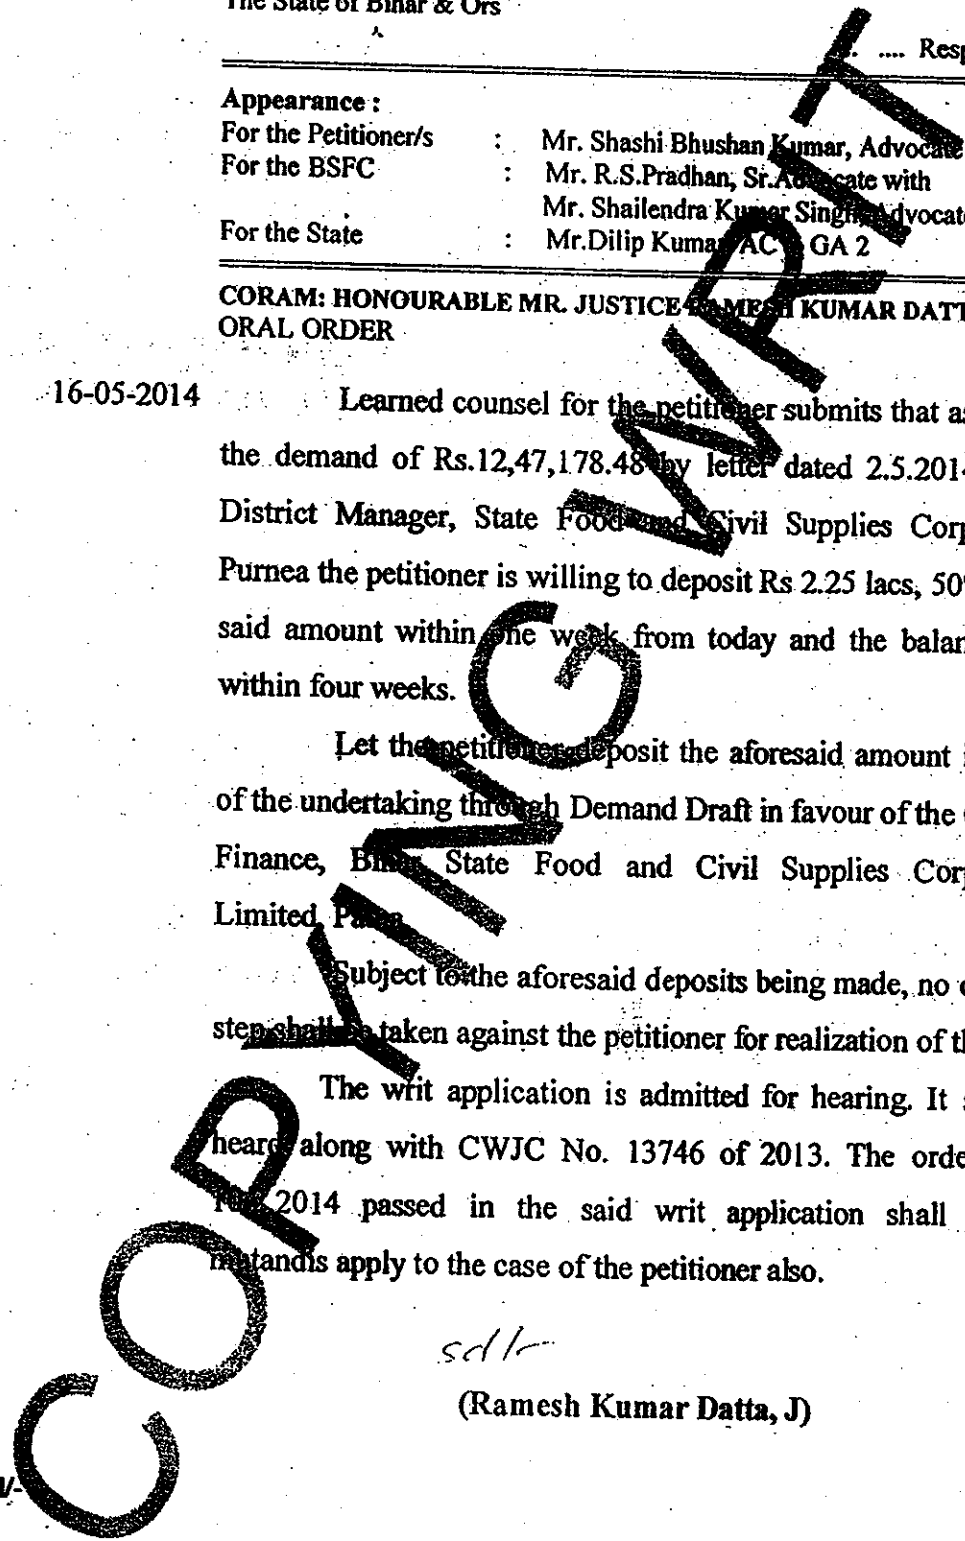 The State of Bihar & Ors
.... Resp
Appearance :
For the Petitioner/s : Mr. Shashi Bhushan Kumar, Advocate
For the BSFC : Mr. R.S.Pradhan, Sr.Advocate with
Mr. Shailendra Kumar Singh, Advocate
For the State : Mr.Dilip Kumar AC GA 2
CORAM: HONOURABLE MR. JUSTICE RAMESH KUMAR DATT
ORAL ORDER
16-05-2014 Learned counsel for the petitioner submits that as
the demand of Rs.12,47,178.48 by letter dated 2.5.2014
District Manager, State Food and Civil Supplies Corp
Purnea the petitioner is willing to deposit Rs 2.25 lacs, 50%
said amount within one week from today and the balan
within four weeks.
Let the petitioner deposit the aforesaid amount
of the undertaking through Demand Draft in favour of the
Finance, Bihar State Food and Civil Supplies Corp
Limited, Patna
Subject to the aforesaid deposits being made, no
step shall be taken against the petitioner for realization of th
The writ application is admitted for hearing. It
heard along with CWJC No. 13746 of 2013. The orde
2014 passed in the said writ application shall
mutandis apply to the case of the petitioner also.
sd/-
(Ramesh Kumar Datta, J)
COPYING WRIT